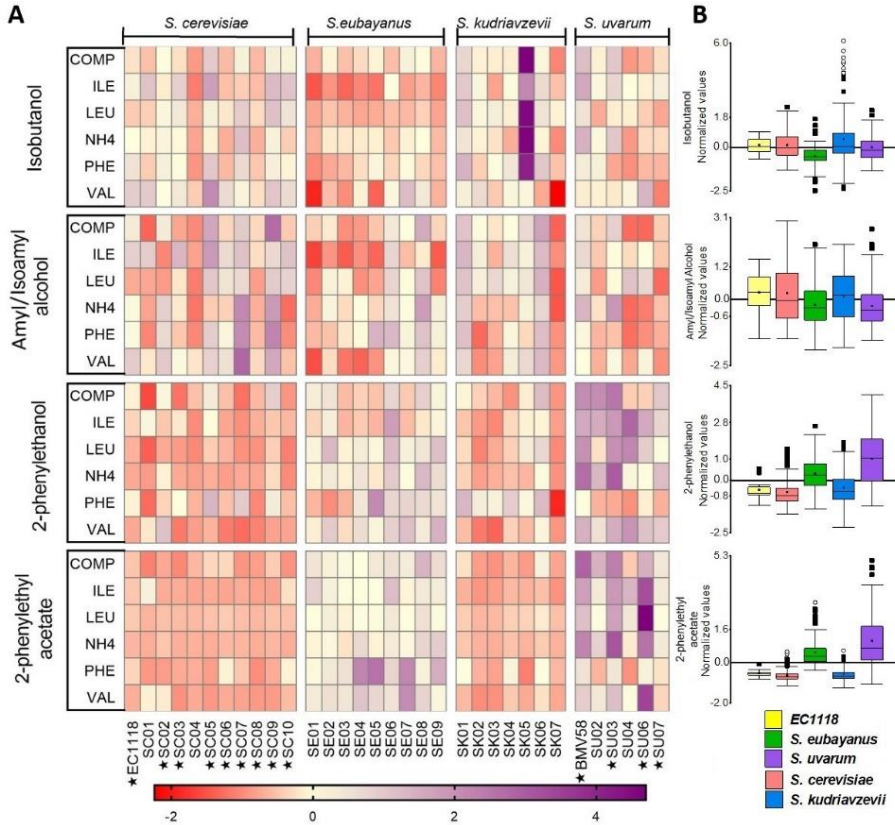 A
B
S. cerevisiae
S.eubayanus
S. kudriavzevii
S. uvarum
Isobutanol
COMP
ILE
LEU
NH4
PHE
VAL
Amyl/Isoamyl
alcohol
COMP
ILE
LEU
NH4
PHE
VAL
2-phenylethanol
COMP
ILE
LEU
NH4
PHE
VAL
2-phenylethyl
acetate
COMP
ILE
LEU
NH4
PHE
VAL
★EC1118
SC01
★SC02
★SC03
SC04
★SC05
★SC06
★SC07
★SC08
★SC09
★SC10
SE01
SE02
SE03
SE04
SE05
SE06
SE07
SE08
SE09
SK01
SK02
SK03
SK04
SK05
SK06
SK07
★BMV58
SU02
★SU03
SU04
★SU06
★SU07
-2
0
2
4
Isobutanol
Normalized values
6.0
1.8
0.0
-2.5
Amyl/Isoamyl Alcohol
Normalized values
3.1
1.2
0.0
-0.6
-2.5
2-phenylethanol
Normalized values
4.5
1.0
0.0
-0.8
-2.5
2-phenylethyl
acetate
Normalized values
5.3
1.6
0.0
-2.0
EC1118
S. eubayanus
S. uvarum
S. cerevisiae
S. kudriavzevii